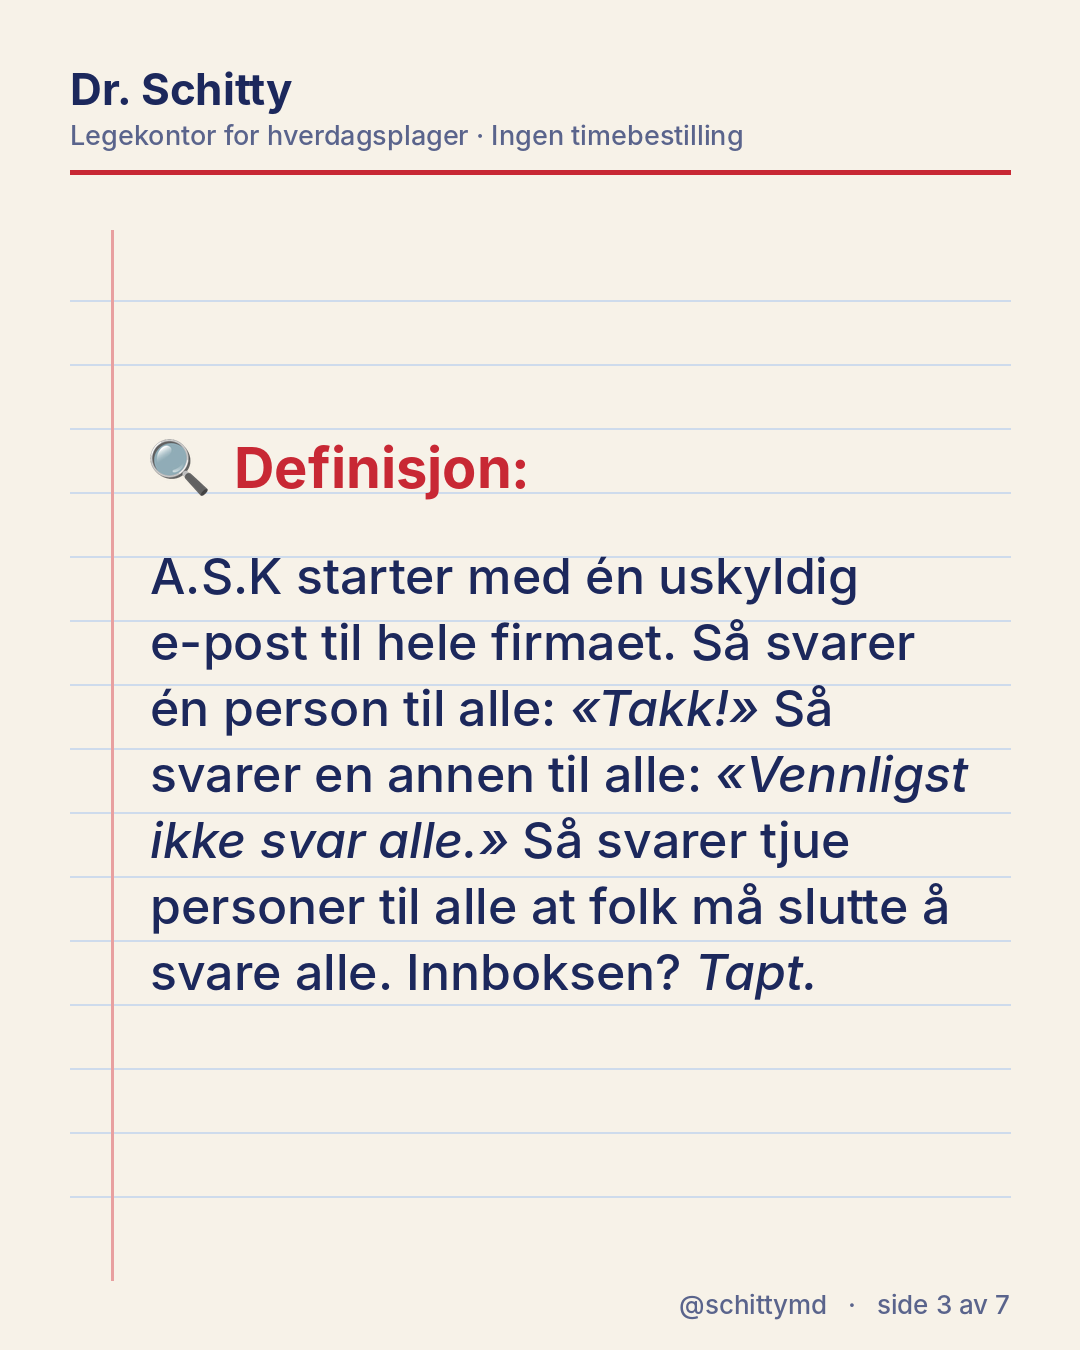 Dr. Schitty
Legekontor for hverdagsplager · Ingen timebestilling
🔍 Definisjon:
A.S.K starter med én uskyldig
e-post til hele firmaet. Så svarer
én person til alle: «Takk!» Så
svarer en annen til alle: «Vennligst
ikke svar alle.» Så svarer tjue
personer til alle at folk må slutte å
svare alle. Innboksen? Tapt.
@schittymd · side 3 av 7